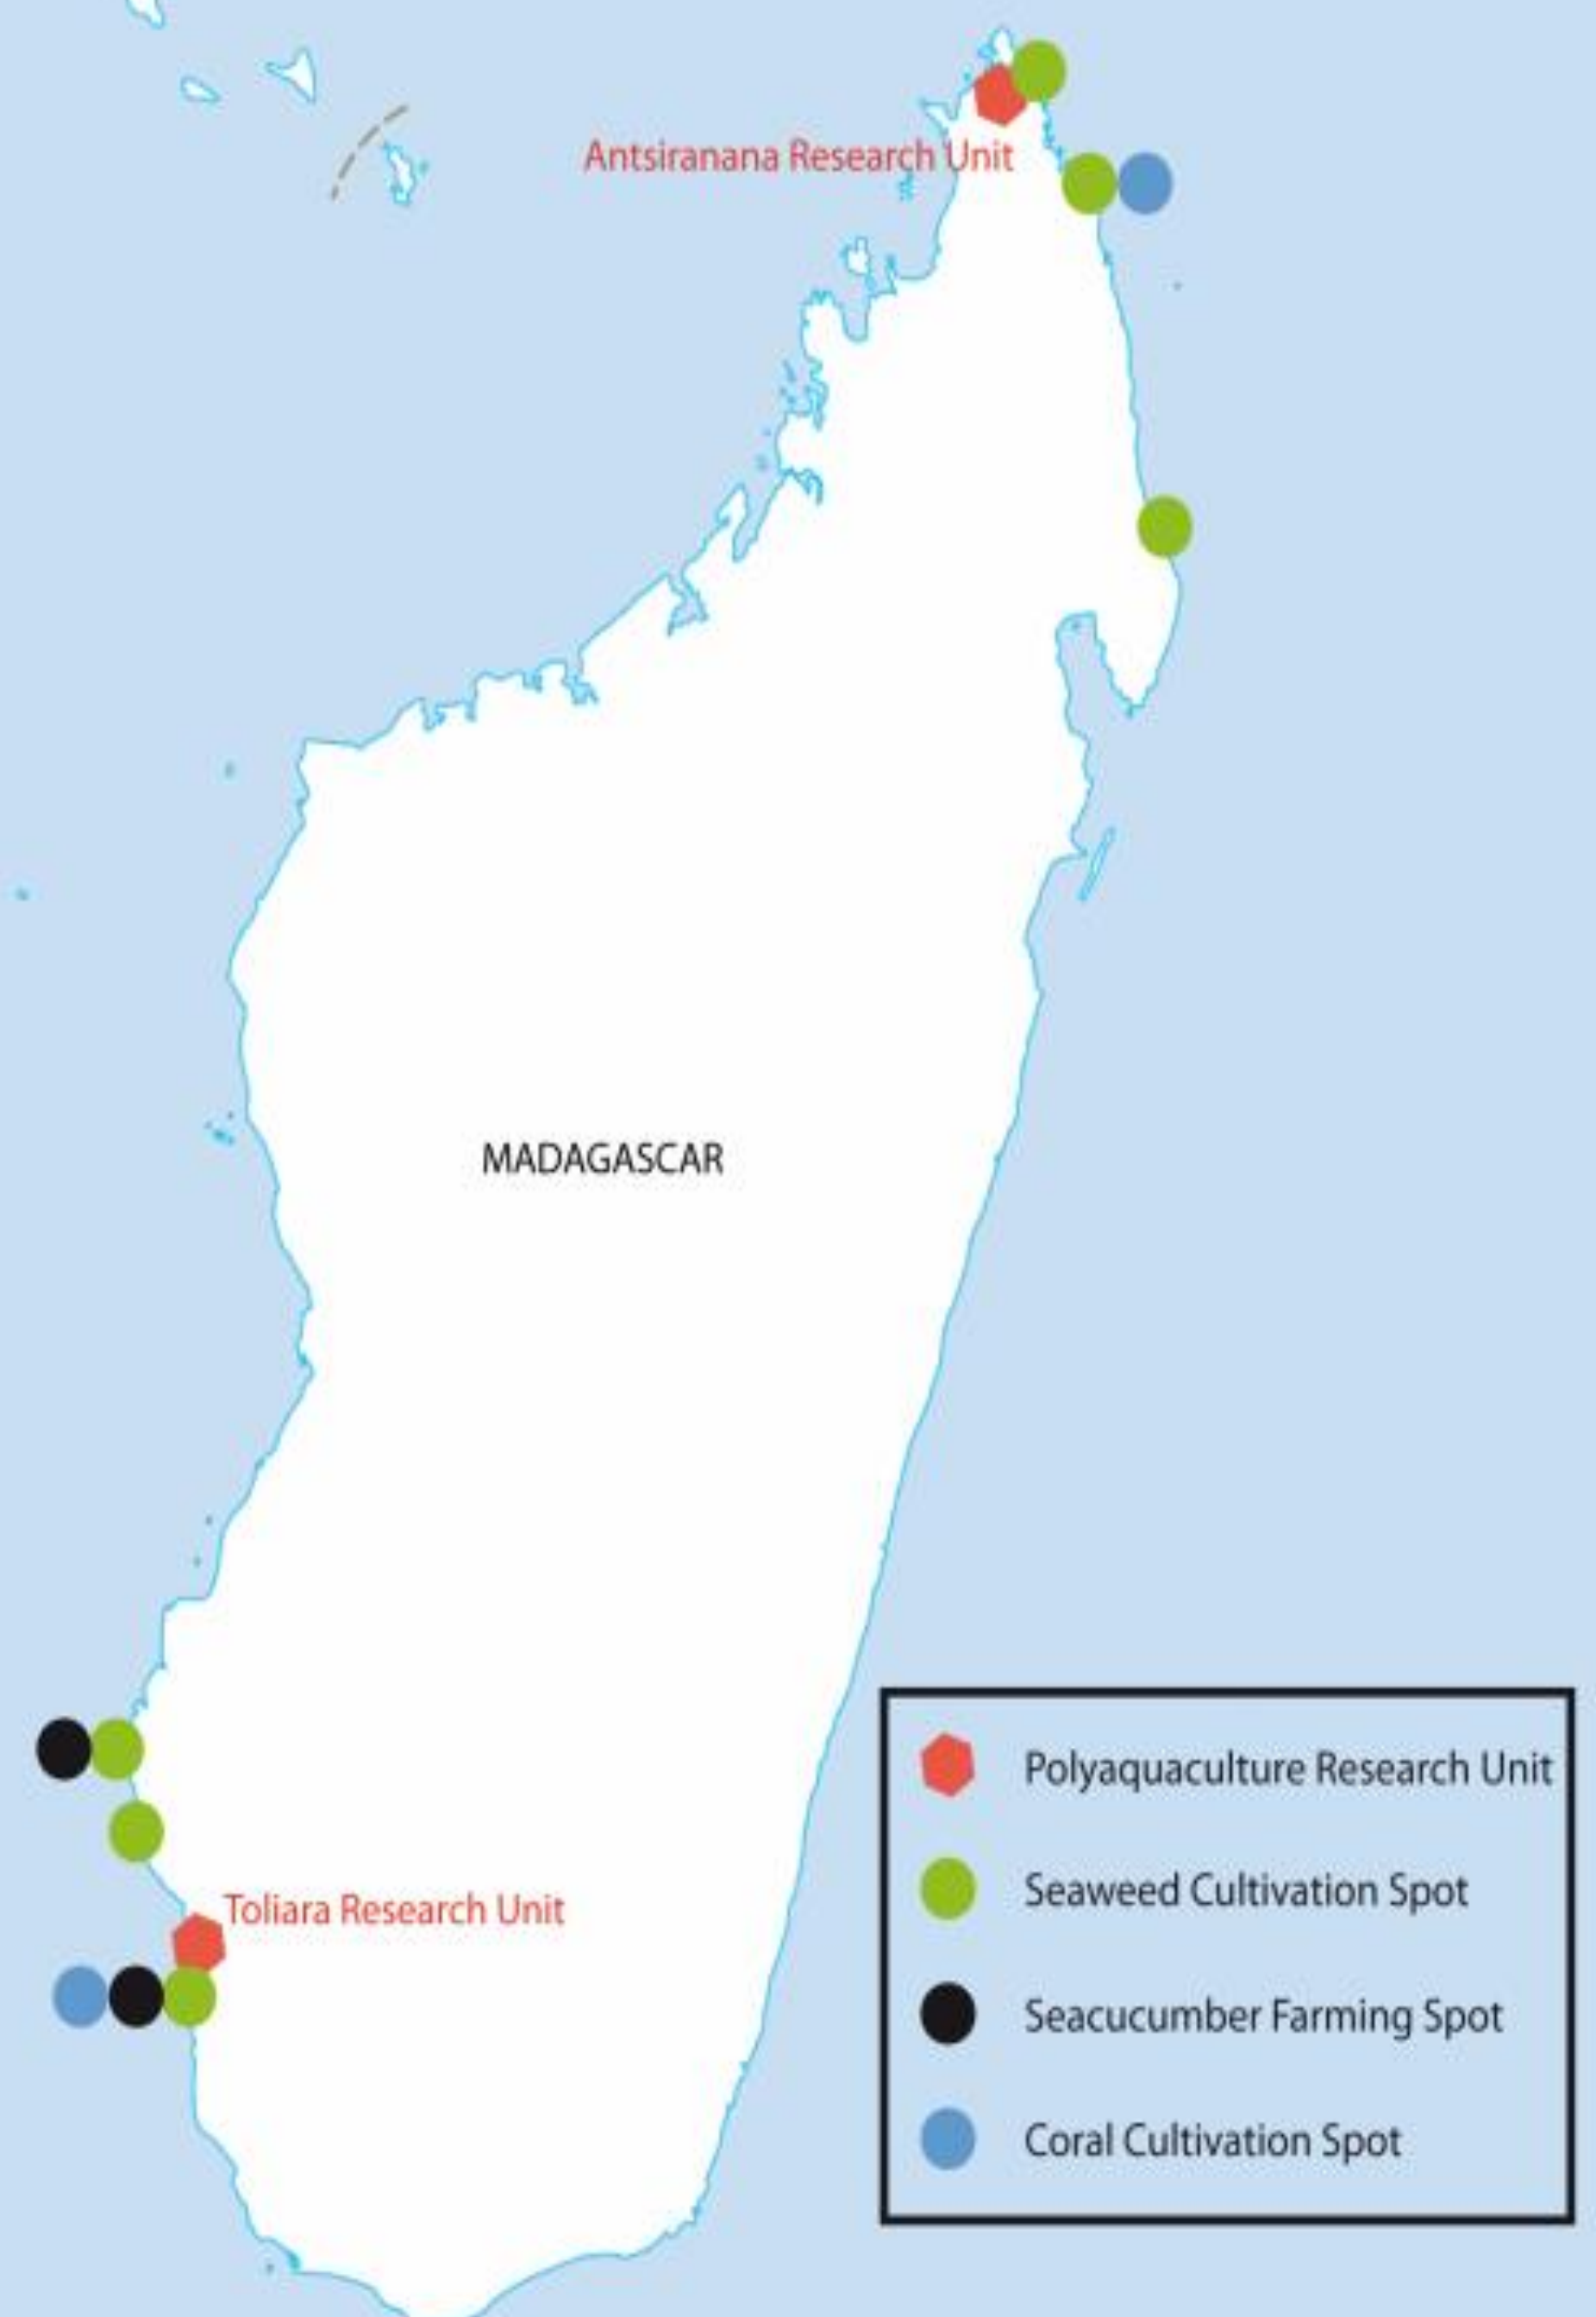 Antsiranana Research Unit
MADAGASCAR
Toliara Research Unit
Polyaquaculture Research Unit
Seaweed Cultivation Spot
Seacucumber Farming Spot
Coral Cultivation Spot